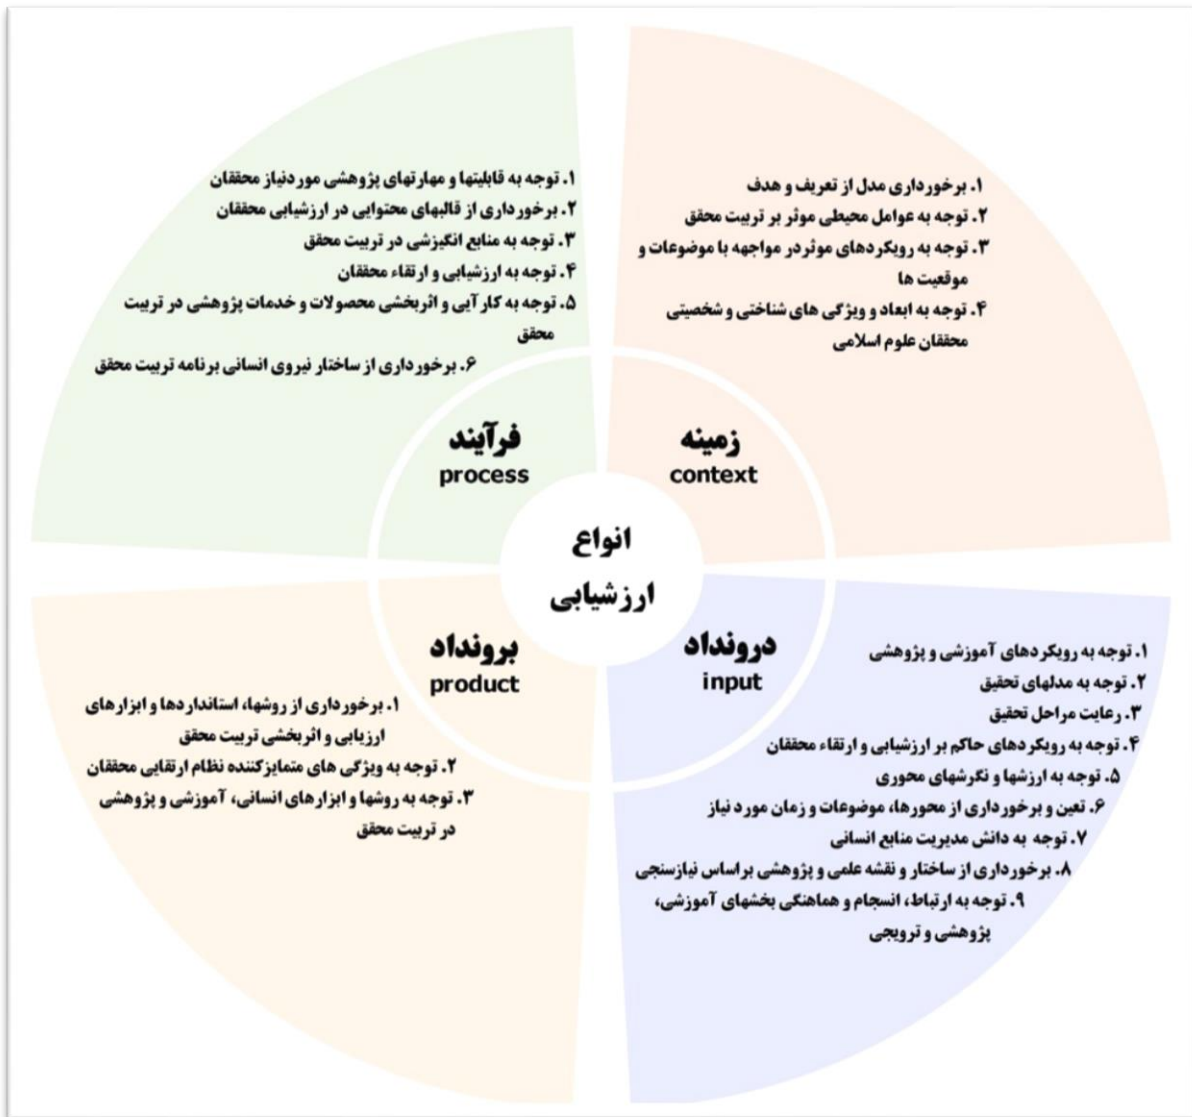 انواع
ارزشیابی
زمینه
context
۱. برخورداری مدل از تعریف و هدف
۲. توجه به عوامل محیطی موثر بر تربیت محقق
۳. توجه به رویکردهای موثردر مواجهه با موضوعات و
موقعیت ها
۴. توجه به ابعاد و ویژگی های شناختی و شخصیتی
محققان علوم اسلامی
درونداد
input
۱. توجه به رویکردهای آموزشی و پژوهشی
۲. توجه به مدلهای تحقیق
۳. رعایت مراحل تحقیق
۴. توجه به رویکردهای حاکم بر ارزشیابی و ارتقاء محققان
۵. توجه به ارزشها و نگرشهای محوری
۶. تعین و برخورداری از محورها، موضوعات و زمان مورد نیاز
۷. توجه به دانش مدیریت منابع انسانی
۸. برخورداری از ساختار و نقشه علمی و پژوهشی براساس نیازسنجی
۹. توجه به ارتباط، انسجام و هماهنگی بخشهای آموزشی،
پژوهشی و ترویجی
فرآیند
process
۱. توجه به قابلیتها و مهارتهای پژوهشی موردنیاز محققان
۲. برخورداری از قالبهای محتوایی در ارزشیابی محققان
۳. توجه به منابع انگیزشی در تربیت محقق
۴. توجه به ارزشیابی و ارتقاء محققان
۵. توجه به کارآیی و اثربخشی محصولات و خدمات پژوهشی در تربیت
محقق
۶. برخورداری از ساختار نیروی انسانی برنامه تربیت محقق
برونداد
product
۱. برخورداری از روشها، استانداردها و ابزارهای
ارزیابی و اثربخشی تربیت محقق
۲. توجه به ویژگی های متمایزکننده نظام ارتقایی محققان
۳. توجه به روشها و ابزارهای انسانی، آموزشی و پژوهشی
در تربیت محقق